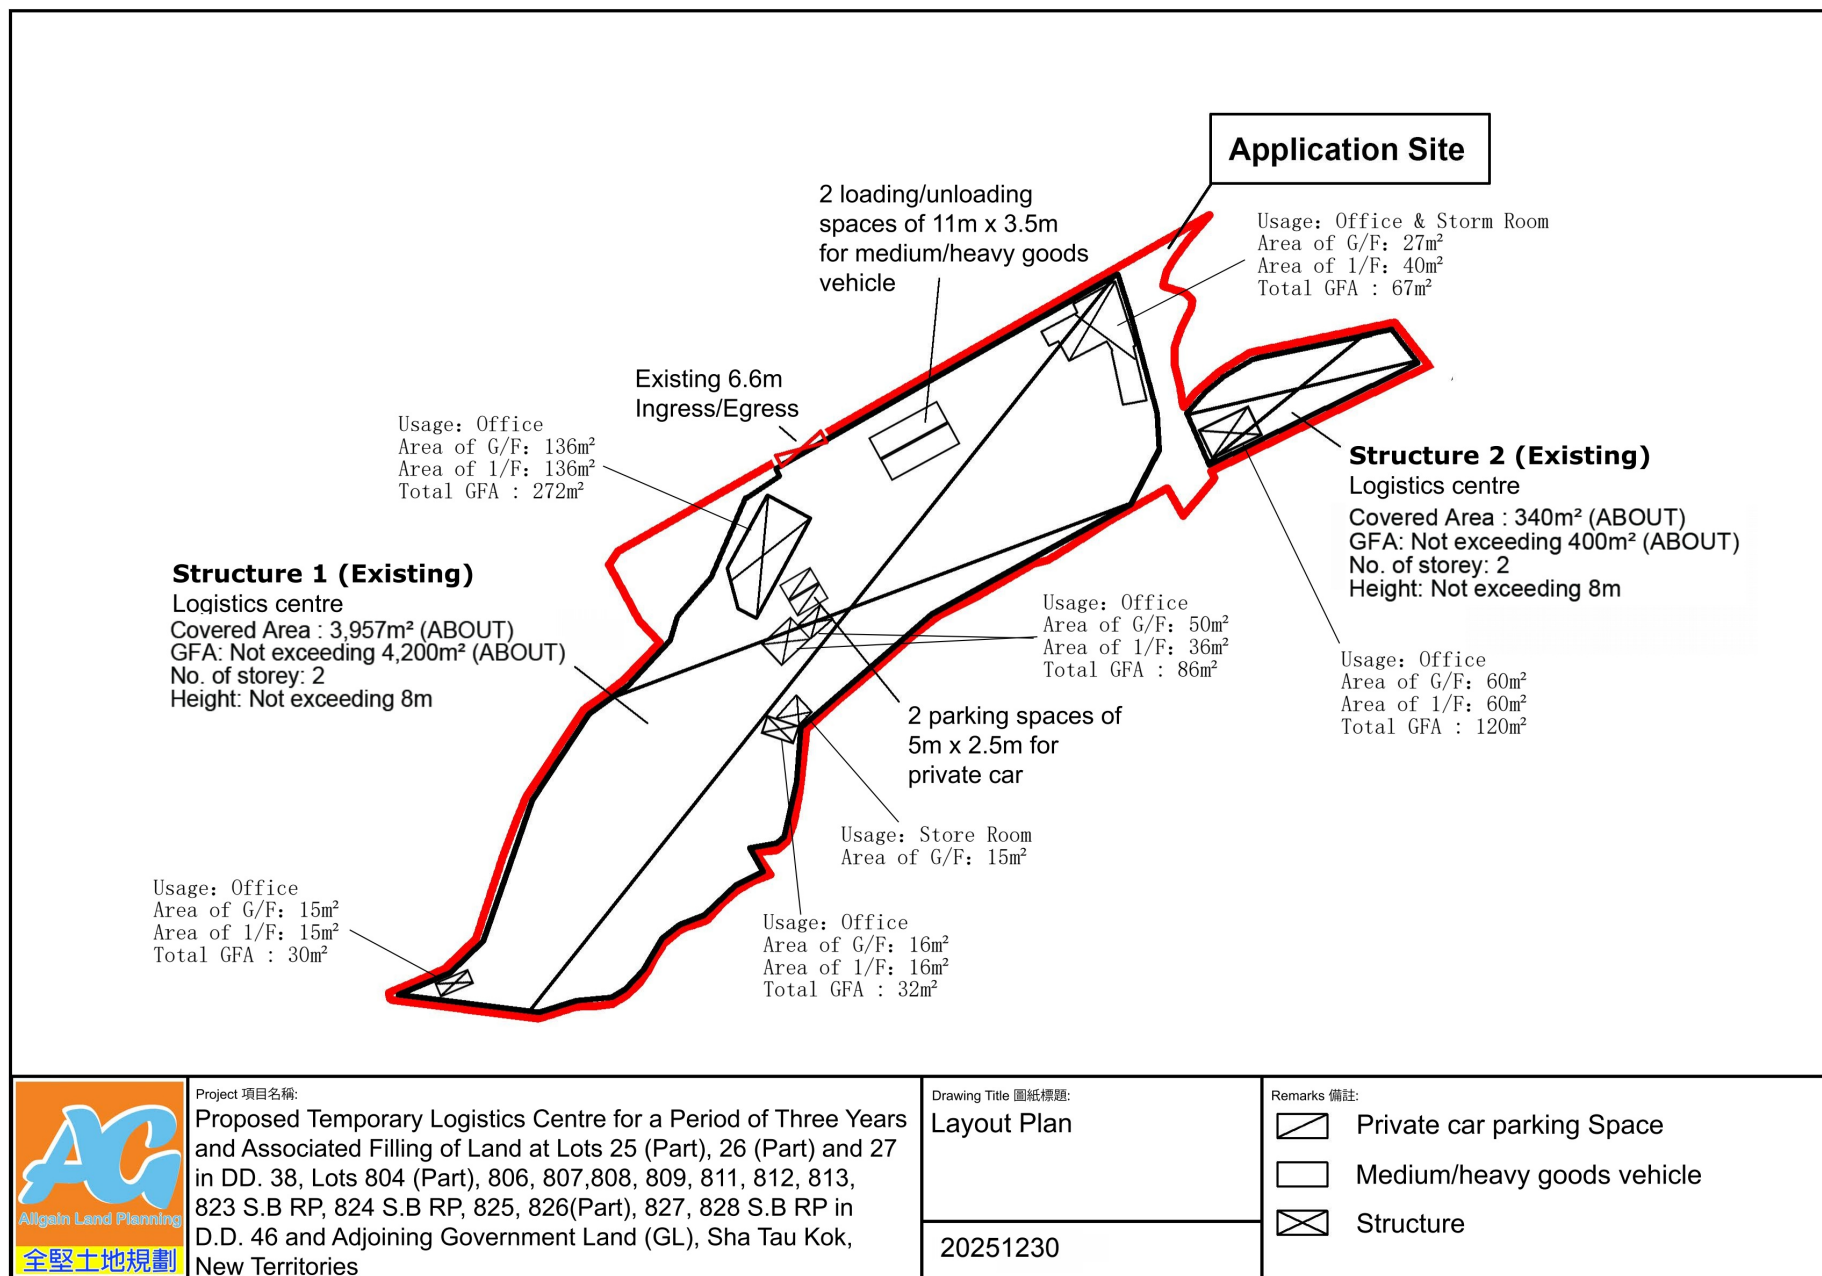 Application Site
2 loading/unloading
spaces of 11m x 3.5m
for medium/heavy goods
vehicle
Usage: Office & Storm Room
Area of G/F: 27m²
Area of 1/F: 40m²
Total GFA : 67m²
Existing 6.6m
Ingress/Egress
Usage: Office
Area of G/F: 136m²
Area of 1/F: 136m²
Total GFA : 272m²
Structure 2 (Existing)
Logistics centre
Covered Area : 340m² (ABOUT)
GFA: Not exceeding 400m² (ABOUT)
No. of storey: 2
Height: Not exceeding 8m
Structure 1 (Existing)
Logistics centre
Covered Area : 3,957m² (ABOUT)
GFA: Not exceeding 4,200m² (ABOUT)
No. of storey: 2
Height: Not exceeding 8m
Usage: Office
Area of G/F: 50m²
Area of 1/F: 36m²
Total GFA : 86m²
Usage: Office
Area of G/F: 60m²
Area of 1/F: 60m²
Total GFA : 120m²
2 parking spaces of
5m x 2.5m for
private car
Usage: Store Room
Area of G/F: 15m²
Usage: Office
Area of G/F: 15m²
Area of 1/F: 15m²
Total GFA : 30m²
Usage: Office
Area of G/F: 16m²
Area of 1/F: 16m²
Total GFA : 32m²
AG
Allgain Land Planning
全堅土地規劃
Project 項目名稱:
Proposed Temporary Logistics Centre for a Period of Three Years
and Associated Filling of Land at Lots 25 (Part), 26 (Part) and 27
in DD. 38, Lots 804 (Part), 806, 807,808, 809, 811, 812, 813,
823 S.B RP, 824 S.B RP, 825, 826(Part), 827, 828 S.B RP in
D.D. 46 and Adjoining Government Land (GL), Sha Tau Kok,
New Territories
Drawing Title 圖紙標題:
Layout Plan
20251230
Remarks 備註:
Private car parking Space
Medium/heavy goods vehicle
Structure